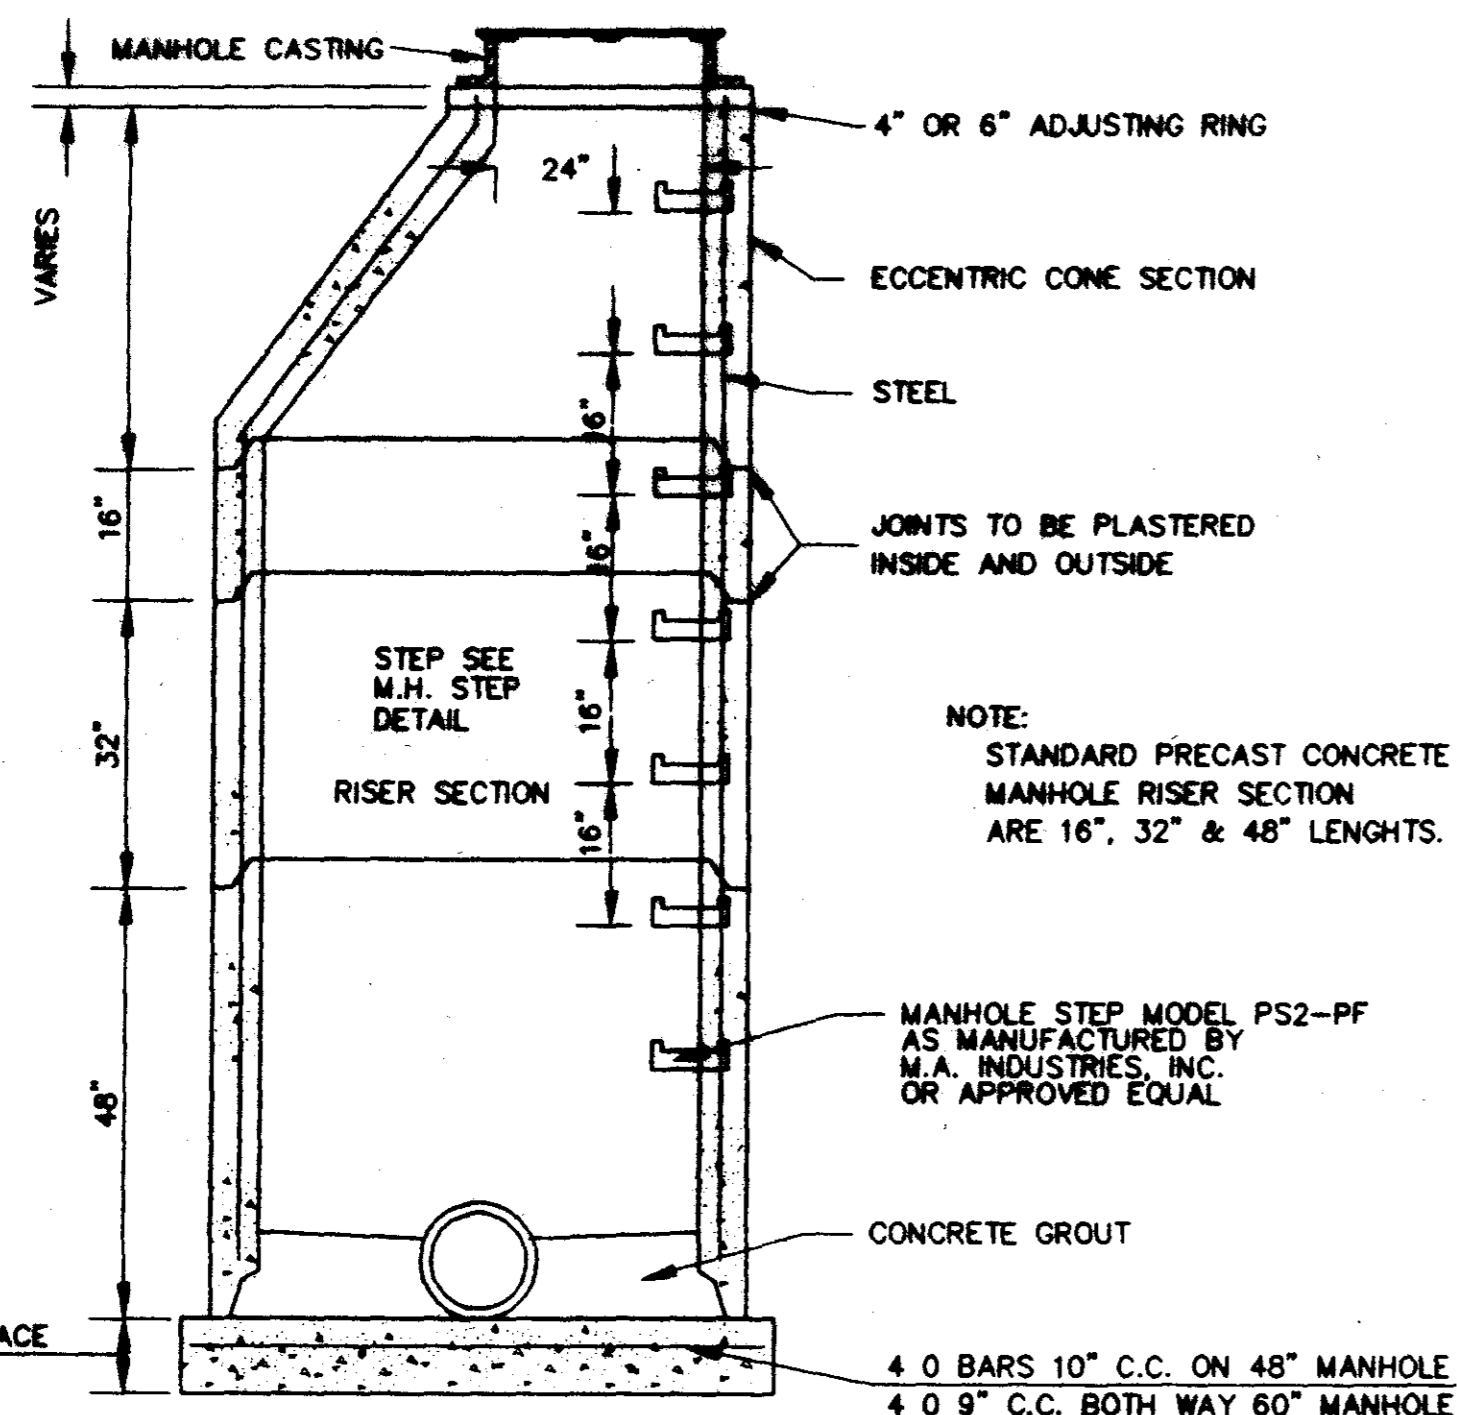 MANHOLE CASTING
4" OR 6" ADJUSTING RING
24"
VARIES
ECCENTRIC CONE SECTION
STEEL
16"
16"
JOINTS TO BE PLASTERED
INSIDE AND OUTSIDE
16"
STEP SEE
M.H. STEP
DETAIL
32"
16"
RISER SECTION
16"
NOTE:
STANDARD PRECAST CONCRETE
MANHOLE RISER SECTION
ARE 16", 32" & 48" LENGHTS.
MANHOLE STEP MODEL PS2-PF
AS MANUFACTURED BY
M.A. INDUSTRIES, INC.
OR APPROVED EQUAL
48"
CONCRETE GROUT
4 0 BARS 10" C.C. ON 48" MANHOLE
4 0 9" C.C. BOTH WAY 60" MANHOLE